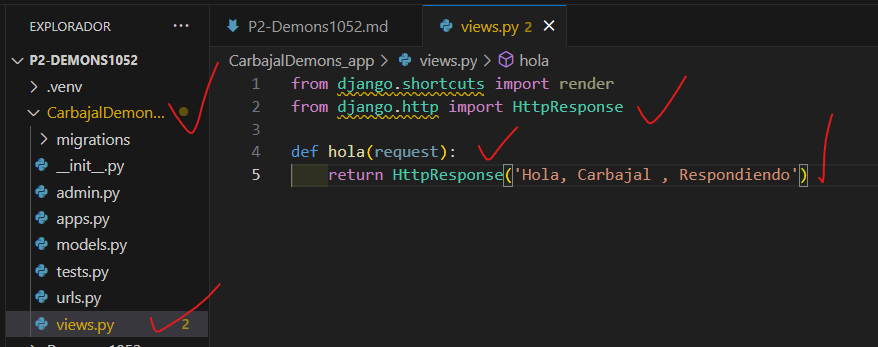 EXPLORADOR ...
P2-Demons1052.md
views.py 2
P2-DEMONS1052
CarbajalDemons_app > views.py > hola
.venv
CarbajalDemon...
migrations
__init__.py
admin.py
apps.py
models.py
tests.py
urls.py
views.py 2
1 from django.shortcuts import render
2 from django.http import HttpResponse
3
4 def hola(request):
5 return HttpResponse('Hola, Carbajal , Respondiendo')